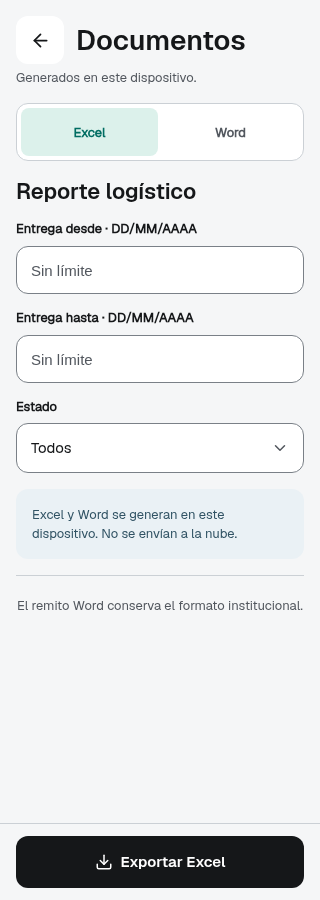 Documentos
Generados en este dispositivo.
Excel
Word
Reporte logístico
Entrega desde · DD/MM/AAAA
Sin límite
Entrega hasta · DD/MM/AAAA
Sin límite
Estado
Todos
Excel y Word se generan en este
dispositivo. No se envían a la nube.
El remito Word conserva el formato institucional.
Exportar Excel